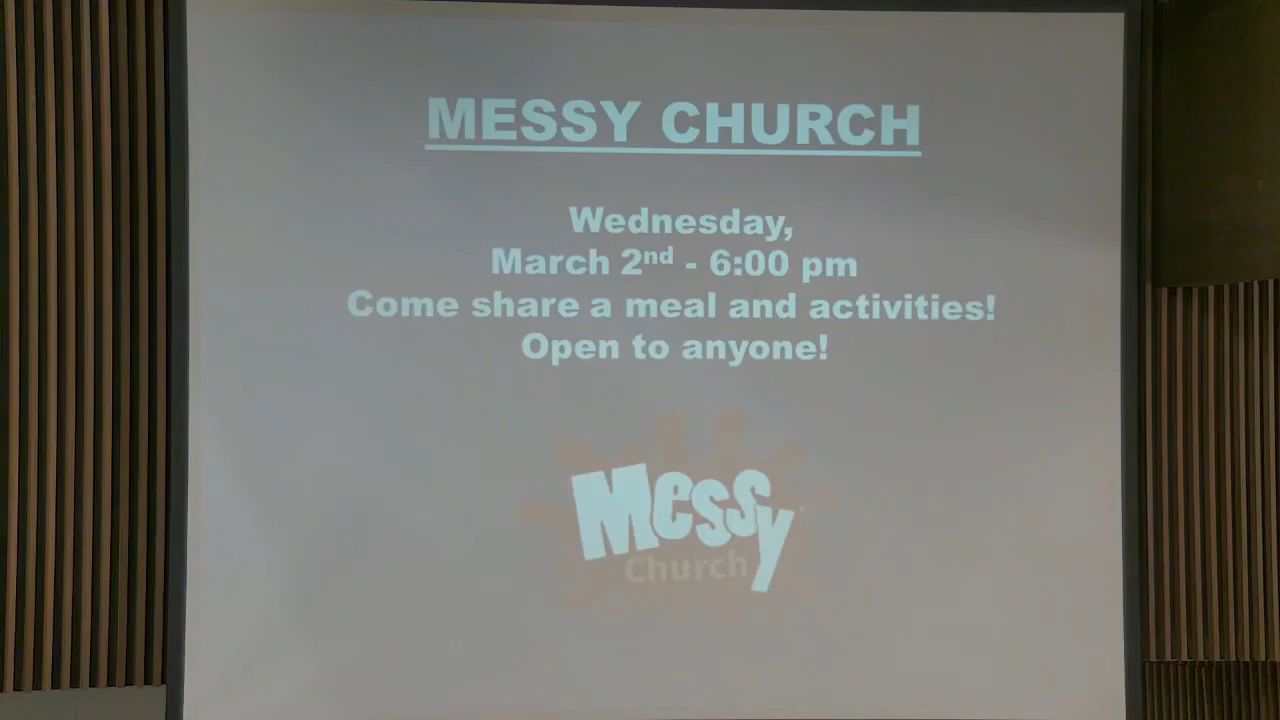 MESSY CHURCH
Wednesday,
March 2nd - 6:00 pm
Come share a meal and activities!
Open to anyone!
Messy
Church